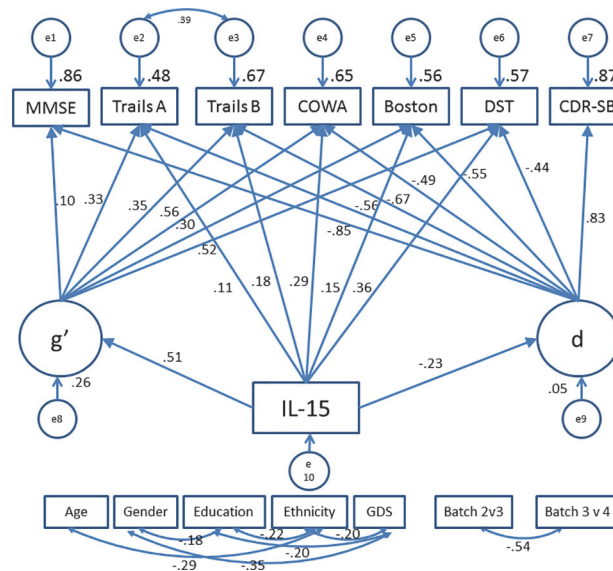 .39
e1 e2 e3 e4 e5 e6 e7
.86 .48 .67 .65 .56 .57 .87
MMSE Trails A Trails B COWA Boston DST CDR-SB
.10 .33 .35 .56 .30 .52 -.85 -.56 -.67 -.49 -.55 -.44 .83
.11 .18 .29 .15 .36
g’ d
.51 -.23
.26 .05
IL-15
e8 e9
e
10
Age Gender Education Ethnicity GDS Batch 2v3 Batch 3 v 4
-.18 -.22 -.20 -.54
-.20
-.29 -.35